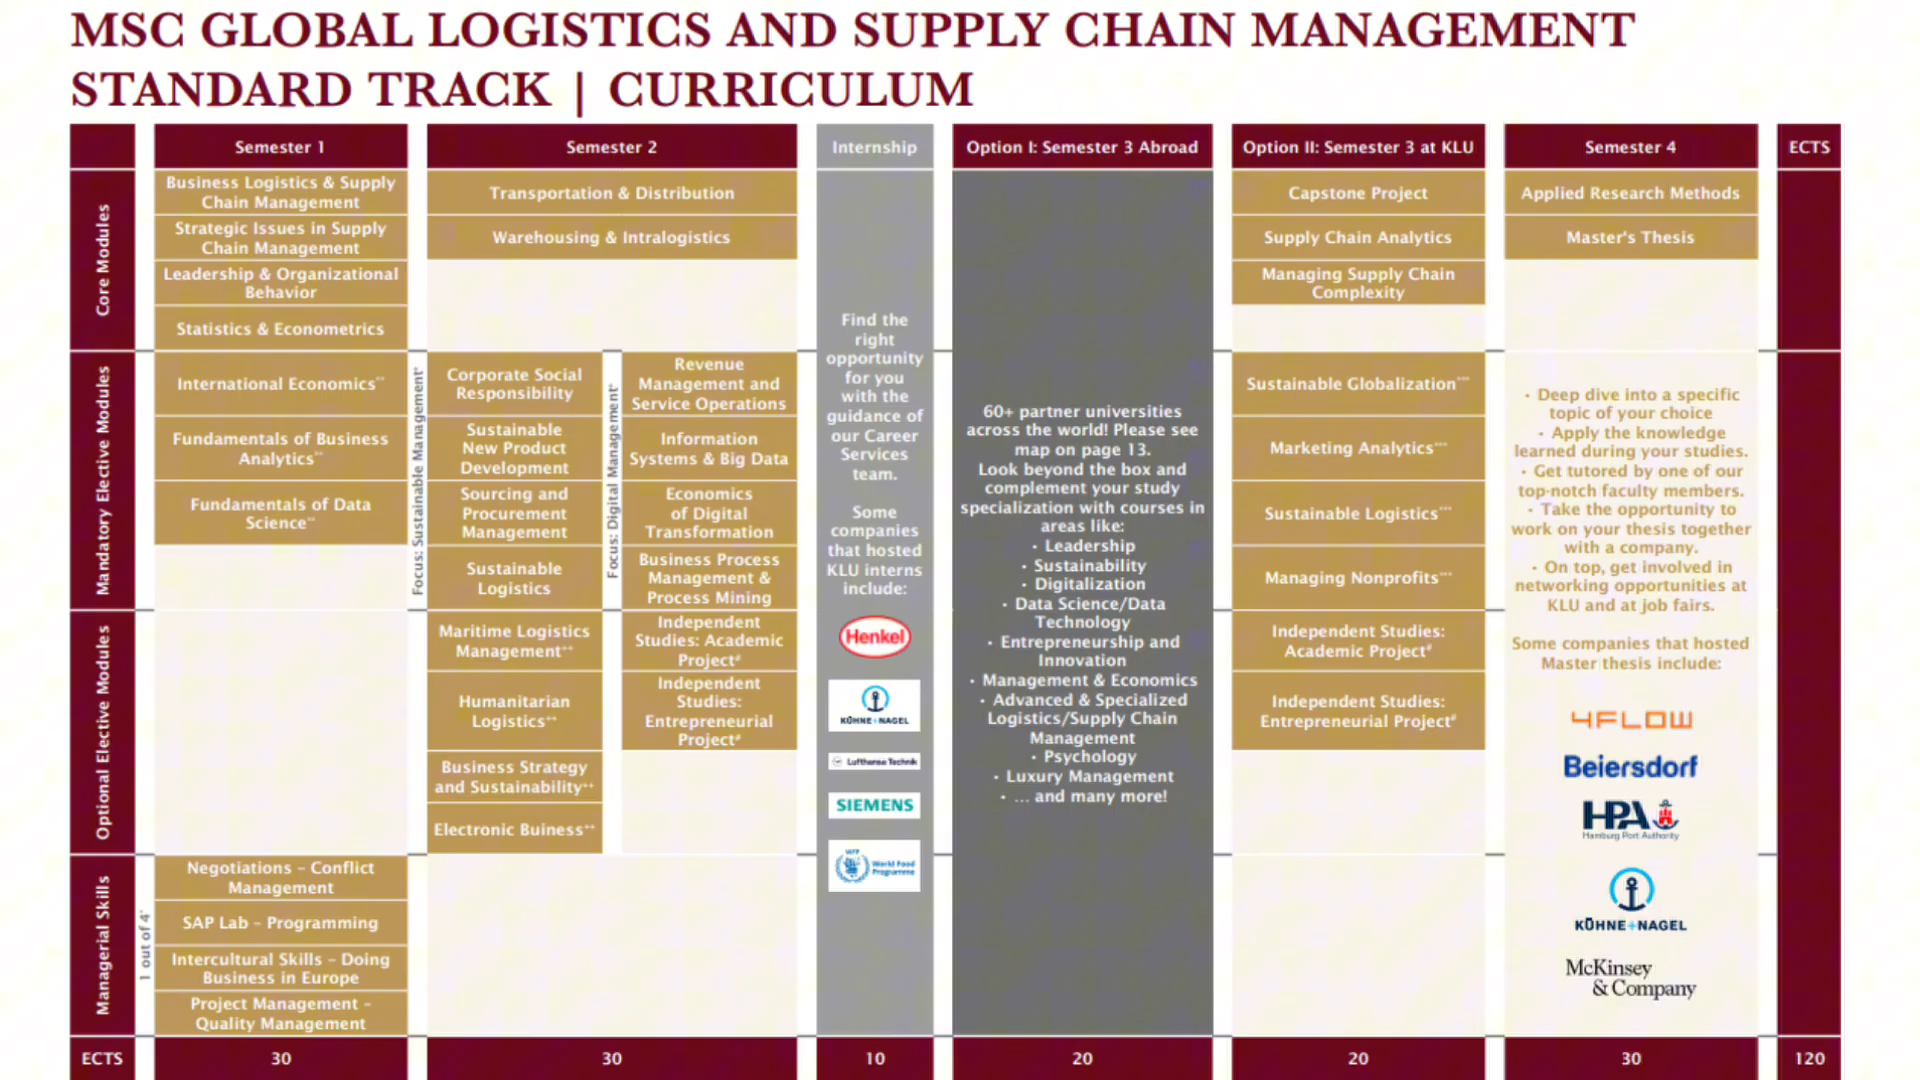 MSC GLOBAL LOGISTICS AND SUPPLY CHAIN MANAGEMENT
STANDARD TRACK | CURRICULUM
Semester 1
Semester 2
Internship
Option I: Semester 3 Abroad
Option II: Semester 3 at KLU
Semester 4
ECTS
Core Modules
Business Logistics & Supply
Chain Management
Strategic Issues in Supply
Chain Management
Leadership & Organizational
Behavior
Statistics & Econometrics
Transportation & Distribution
Warehousing & Intralogistics
Capstone Project
Supply Chain Analytics
Managing Supply Chain
Complexity
Applied Research Methods
Master's Thesis
Mandatory Elective Modules
International Economics**
Fundamentals of Business
Analytics**
Fundamentals of Data
Science**
Focus: Sustainable Management*
Corporate Social
Responsibility
Sustainable
New Product
Development
Sourcing and
Procurement
Management
Sustainable
Logistics
Focus: Digital Management*
Revenue
Management and
Service Operations
Information
Systems & Big Data
Economics
of Digital
Transformation
Business Process
Management &
Process Mining
Sustainable Globalization***
Marketing Analytics***
Sustainable Logistics***
Managing Nonprofits***
Optional Elective Modules
Maritime Logistics
Management++
Humanitarian
Logistics++
Business Strategy
and Sustainability++
Electronic Buiness++
Independent
Studies: Academic
Project#
Independent
Studies:
Entrepreneurial
Project#
Independent Studies:
Academic Project#
Independent Studies:
Entrepreneurial Project#
Managerial Skills
1 out of 4+
Negotiations – Conflict
Management
SAP Lab – Programming
Intercultural Skills – Doing
Business in Europe
Project Management –
Quality Management
Find the
right
opportunity
for you
with the
guidance of
our Career
Services
team.
Some
companies
that hosted
KLU interns
include:
Henkel
KÜHNE+NAGEL
Lufthansa Technik
SIEMENS
WFP
World Food
Programme
60+ partner universities
across the world! Please see
map on page 13.
Look beyond the box and
complement your study
specialization with courses in
areas like:
• Leadership
• Sustainability
• Digitalization
• Data Science/Data
Technology
• Entrepreneurship and
Innovation
• Management & Economics
• Advanced & Specialized
Logistics/Supply Chain
Management
• Psychology
• Luxury Management
• ... and many more!
• Deep dive into a specific
topic of your choice
• Apply the knowledge
learned during your studies.
• Get tutored by one of our
top-notch faculty members.
• Take the opportunity to
work on your thesis together
with a company.
• On top, get involved in
networking opportunities at
KLU and at job fairs.
Some companies that hosted
Master thesis include:
4FLOW
Beiersdorf
HPA
Hamburg Port Authority
KÜHNE+NAGEL
McKinsey
& Company
ECTS
30
30
10
20
20
30
120